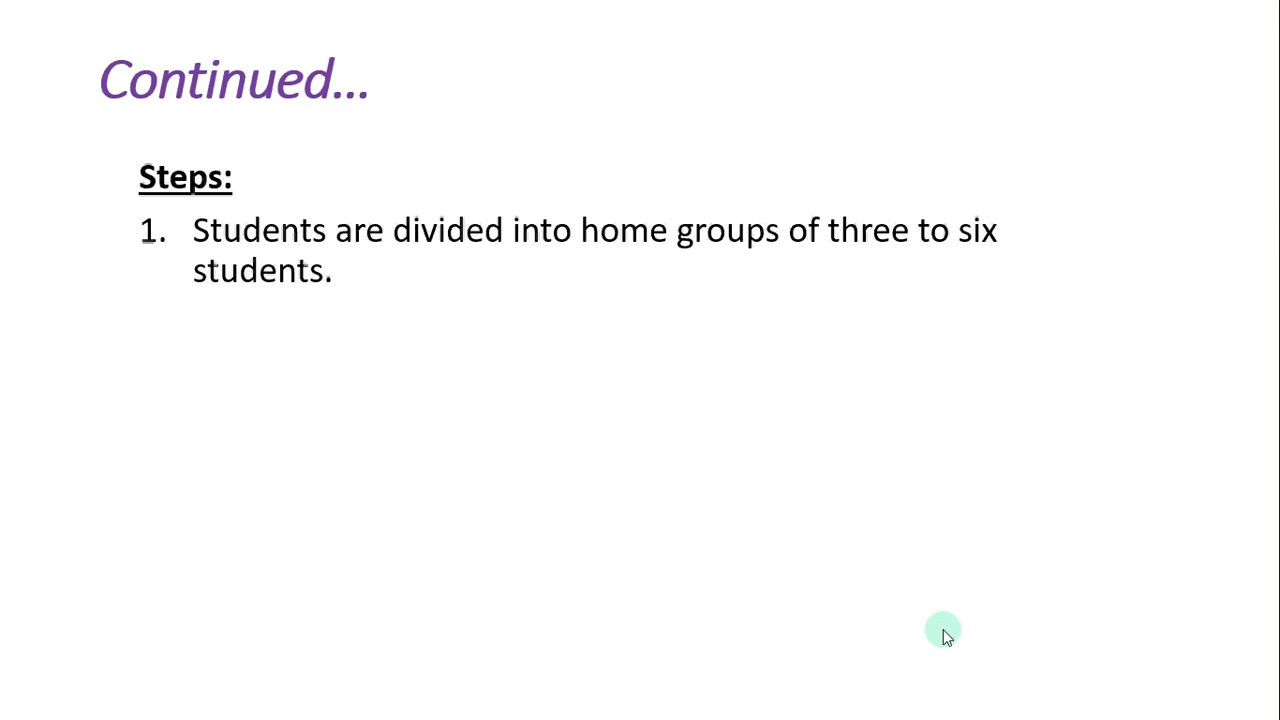 Continued...
Steps:
1. Students are divided into home groups of three to six
students.